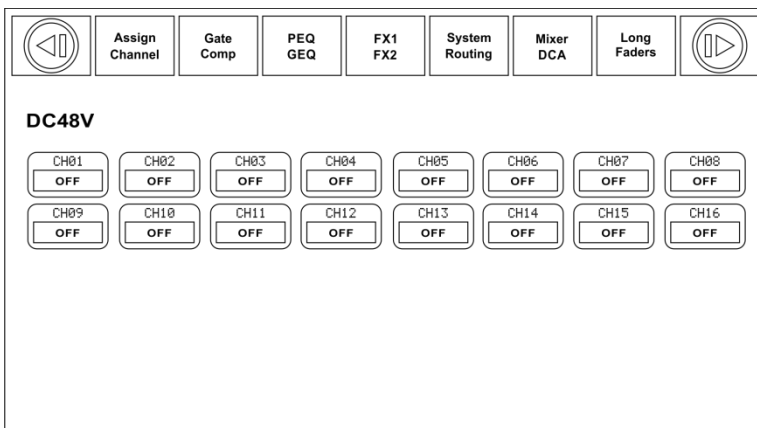 Assign Channel
Gate Comp
PEQ GEQ
FX1 FX2
System Routing
Mixer DCA
Long Faders
DC48V
CH01 CH02 CH03 CH04 CH05 CH06 CH07 CH08
OFF OFF OFF OFF OFF OFF OFF OFF
CH09 CH10 CH11 CH12 CH13 CH14 CH15 CH16
OFF OFF OFF OFF OFF OFF OFF OFF